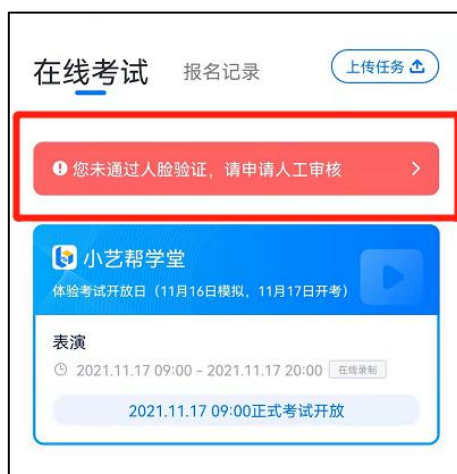 在线考试 报名记录 上传任务
您未通过人脸验证，请申请人工审核
小艺帮学堂
体验考试开放日（11月16日模拟，11月17日开考）
表演
2021.11.17 09:00 - 2021.11.17 20:00 在线录制
2021.11.17 09:00正式考试开放